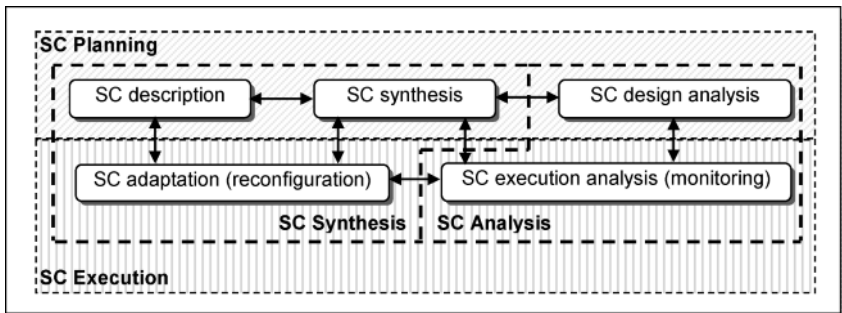 SC Planning
SC description
SC synthesis
SC design analysis
SC adaptation (reconfiguration)
SC execution analysis (monitoring)
SC Synthesis
SC Analysis
SC Execution